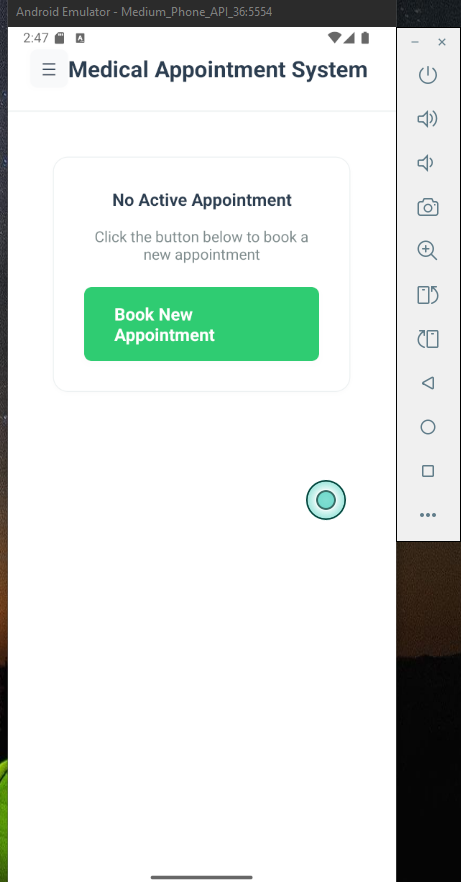 Android Emulator - Medium_Phone_API_36:5554
2:47
Medical Appointment System
No Active Appointment
Click the button below to book a
new appointment
Book New
Appointment